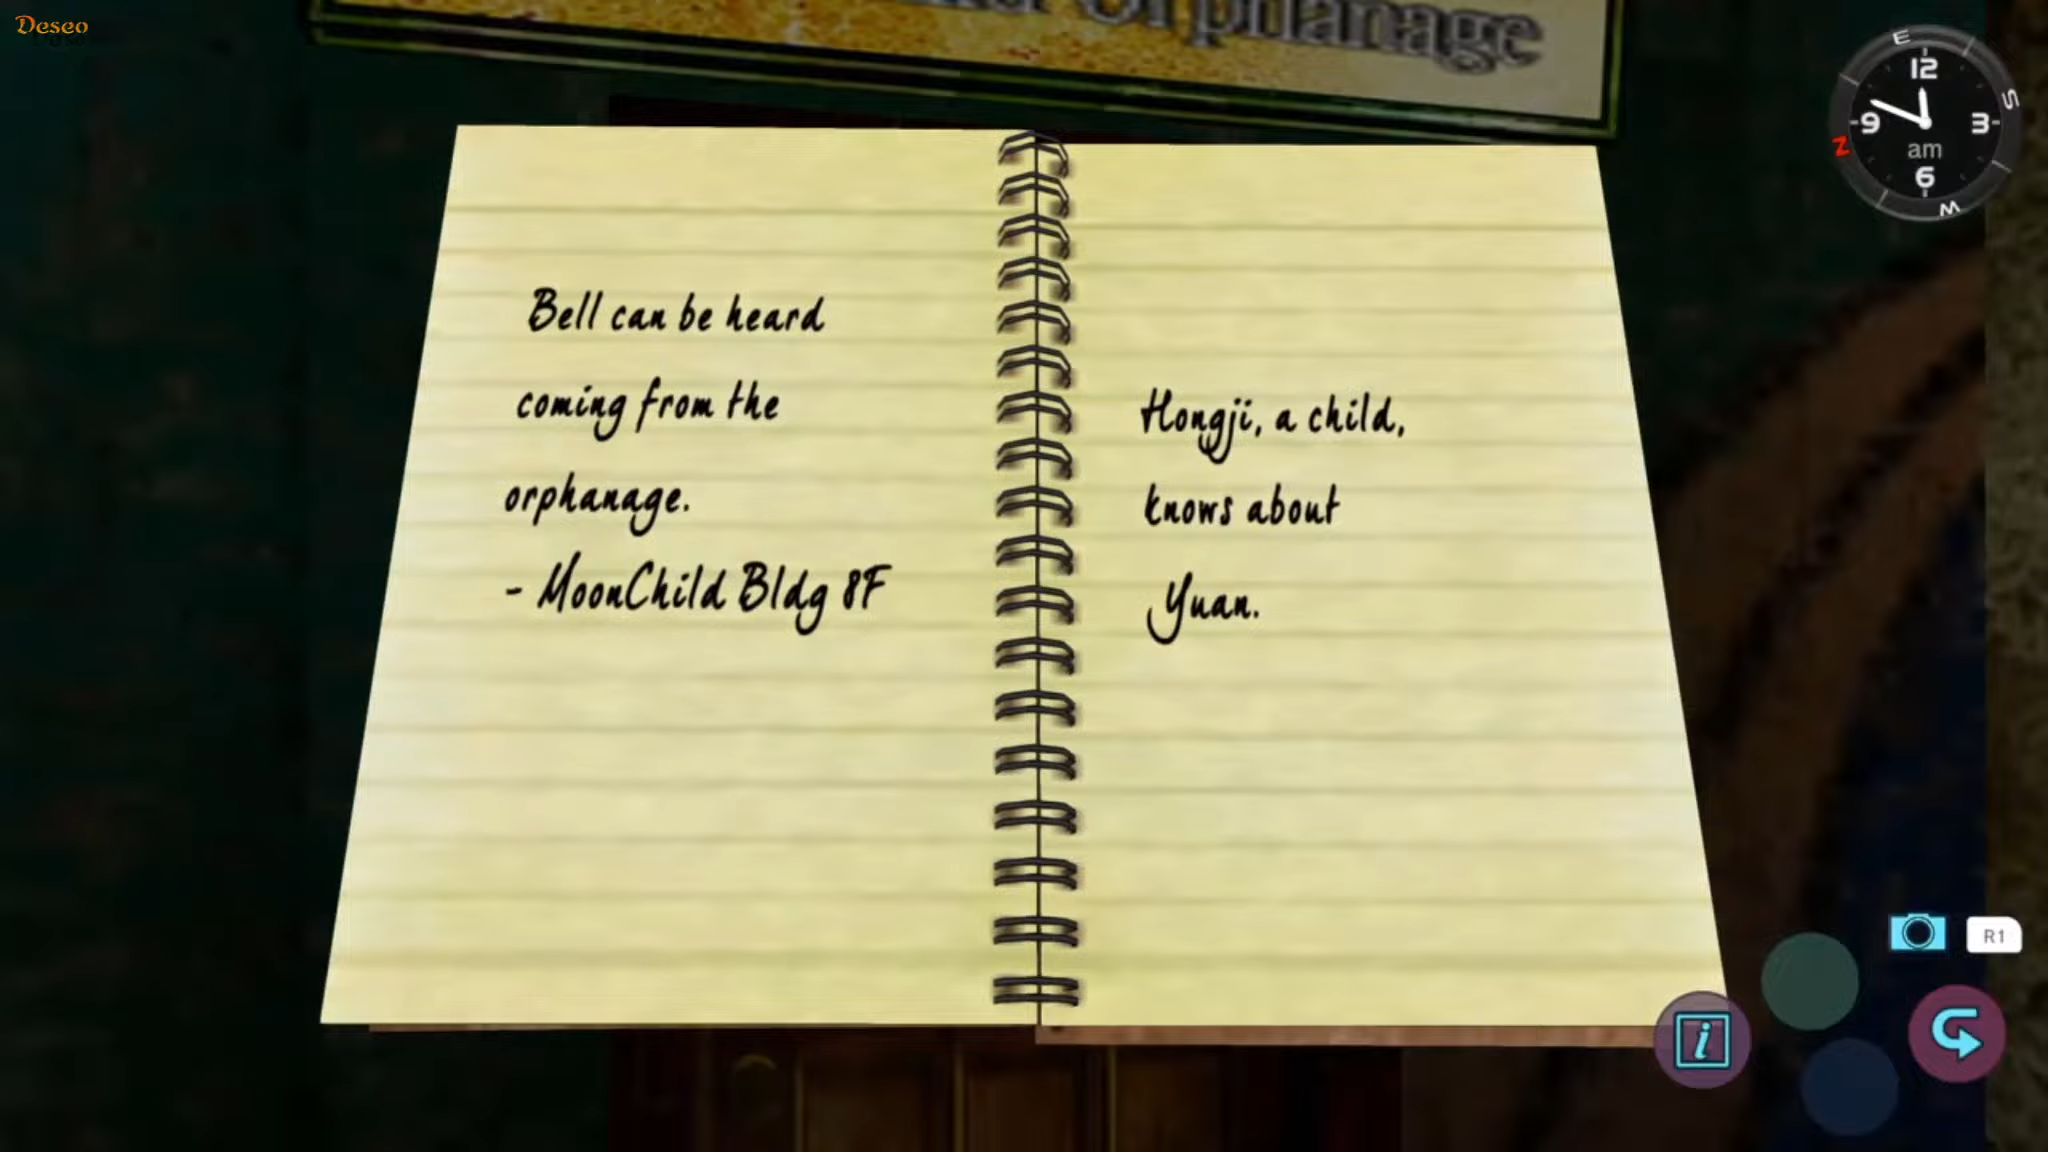 Deseo
Orphanage
Bell can be heard
coming from the
orphanage.
- MoonChild Bldg 8F
Hongji, a child,
knows about
Yuan.
E
12
S
9
3
N
am
6
W
R1
i